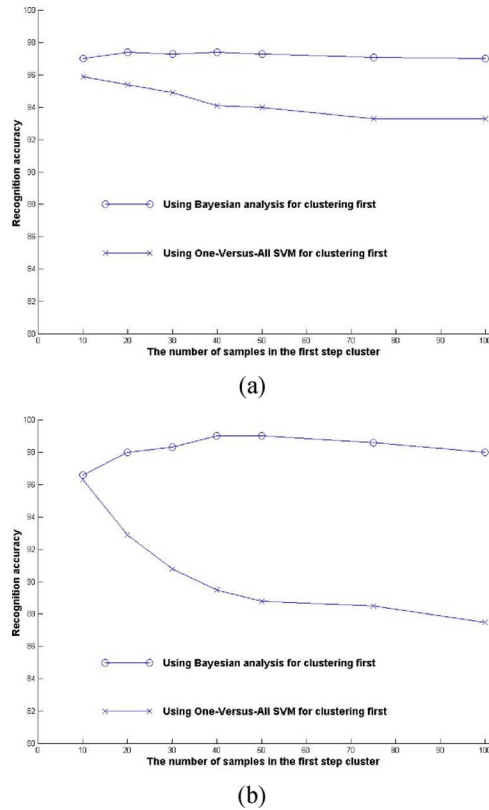 100
98
96
94
92
90
88
86
84
82
80
Recognition accuracy
Using Bayesian analysis for clustering first
Using One-Versus-All SVM for clustering first
0 10 20 30 40 50 60 70 80 90 100
The number of samples in the first step cluster
(a)
100
98
96
94
92
90
88
86
84
82
80
Recognition accuracy
Using Bayesian analysis for clustering first
Using One-Versus-All SVM for clustering first
0 10 20 30 40 50 60 70 80 90 100
The number of samples in the first step cluster
(b)